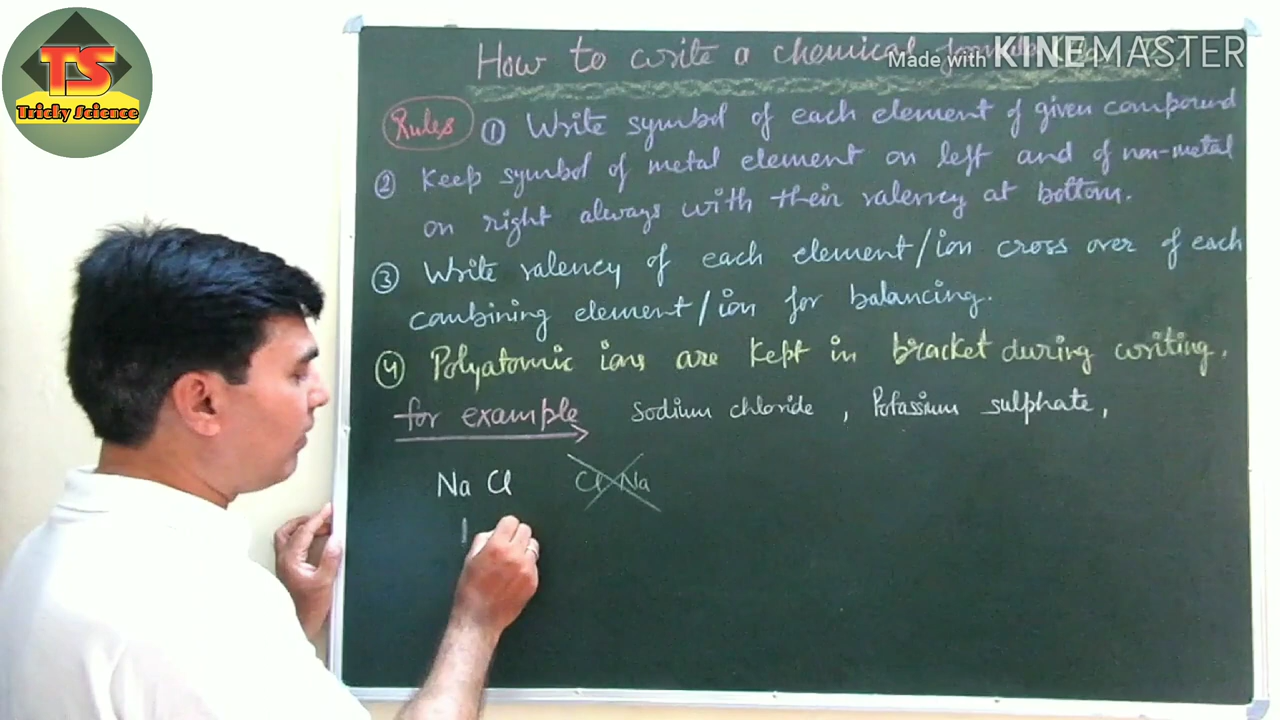 TS
Tricky Science
How to write a chemical
Made with KINEMASTER
Rules ① Write symbol of each element of given compound
② Keep symbol of metal element on left and of non-metal
on right always with their valency at bottom.
③ Write valency of each element/ion cross over of each
combining element/ion for balancing.
④ Polyatomic ions are kept in bracket during writing.
for example Sodium chloride, Potassium sulphate,
Na Cl Cl Na
1